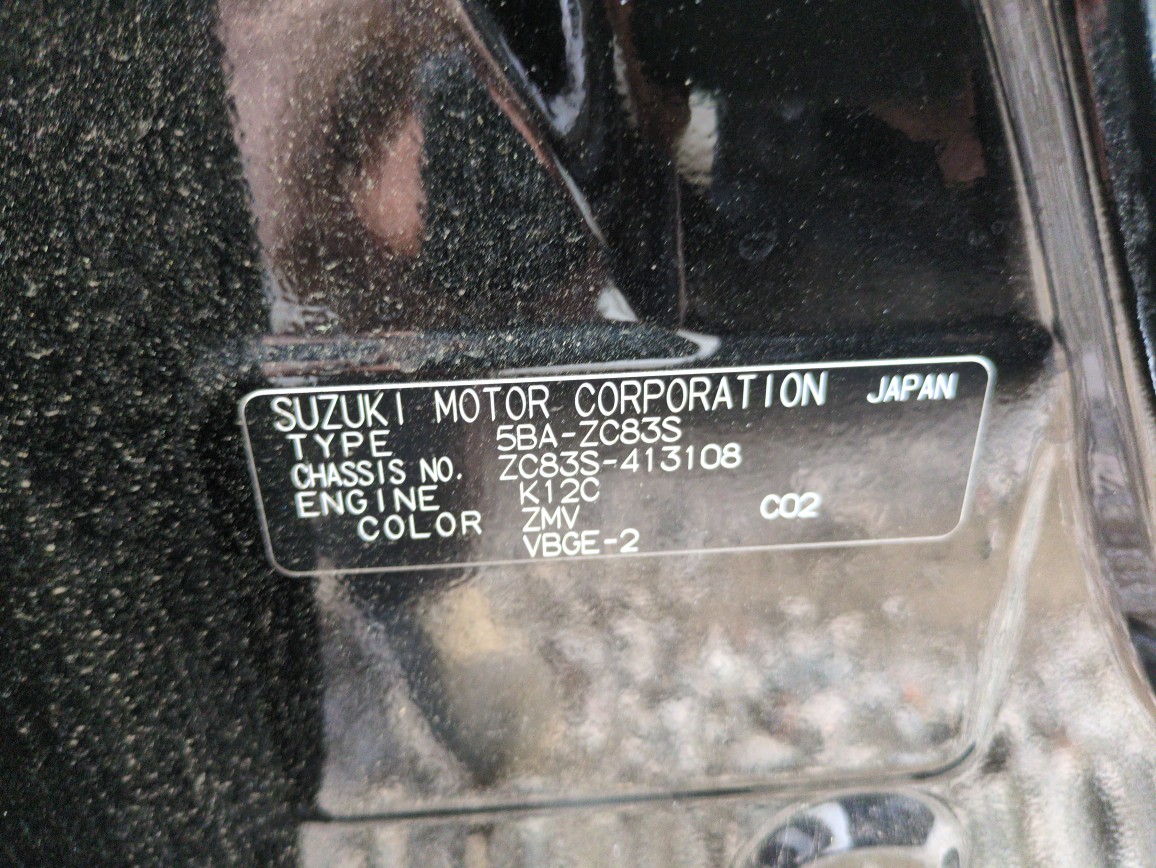 SUZUKI MOTOR CORPORATION JAPAN
TYPE 5BA-ZC83S
CHASSIS NO. ZC83S-413108
ENGINE K12C
COLOR ZMV C02
VBGE-2